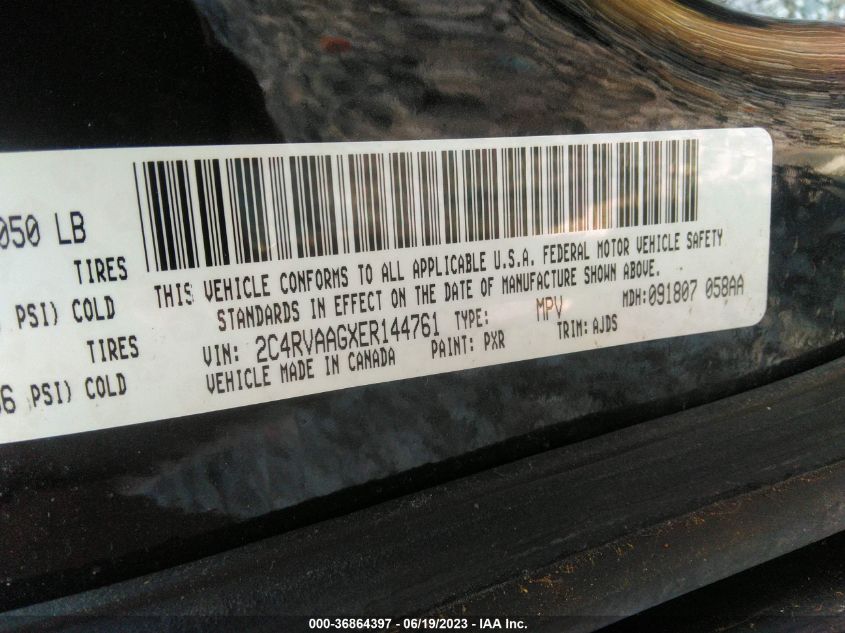 050 LB
TIRES
PSI) COLD
TIRES
36 PSI) COLD
THIS VEHICLE CONFORMS TO ALL APPLICABLE U.S.A. FEDERAL MOTOR VEHICLE SAFETY
STANDARDS IN EFFECT ON THE DATE OF MANUFACTURE SHOWN ABOVE.
VIN: 2C4RVAAGXER144761 TYPE: MPV MDH:091807 058AA
VEHICLE MADE IN CANADA PAINT: PXR TRIM: AJDS
000-36864397 - 06/19/2023 - IAA Inc.